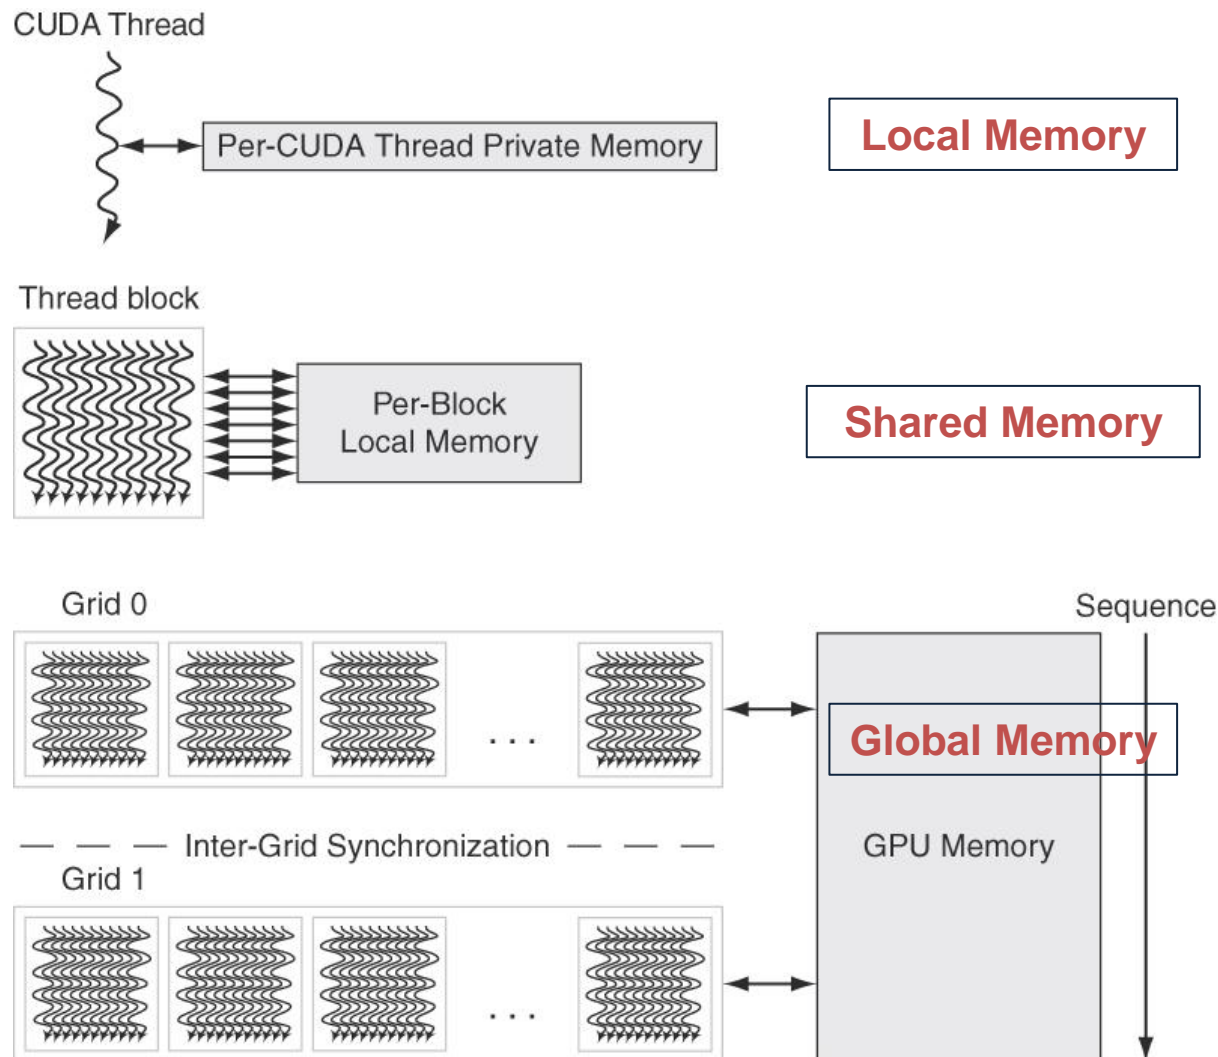 CUDA Thread
Per-CUDA Thread Private Memory
Local Memory
Thread block
Per-Block
Local Memory
Shared Memory
Grid 0
Sequence
. . .
Global Memory
Inter-Grid Synchronization
GPU Memory
Grid 1
. . .